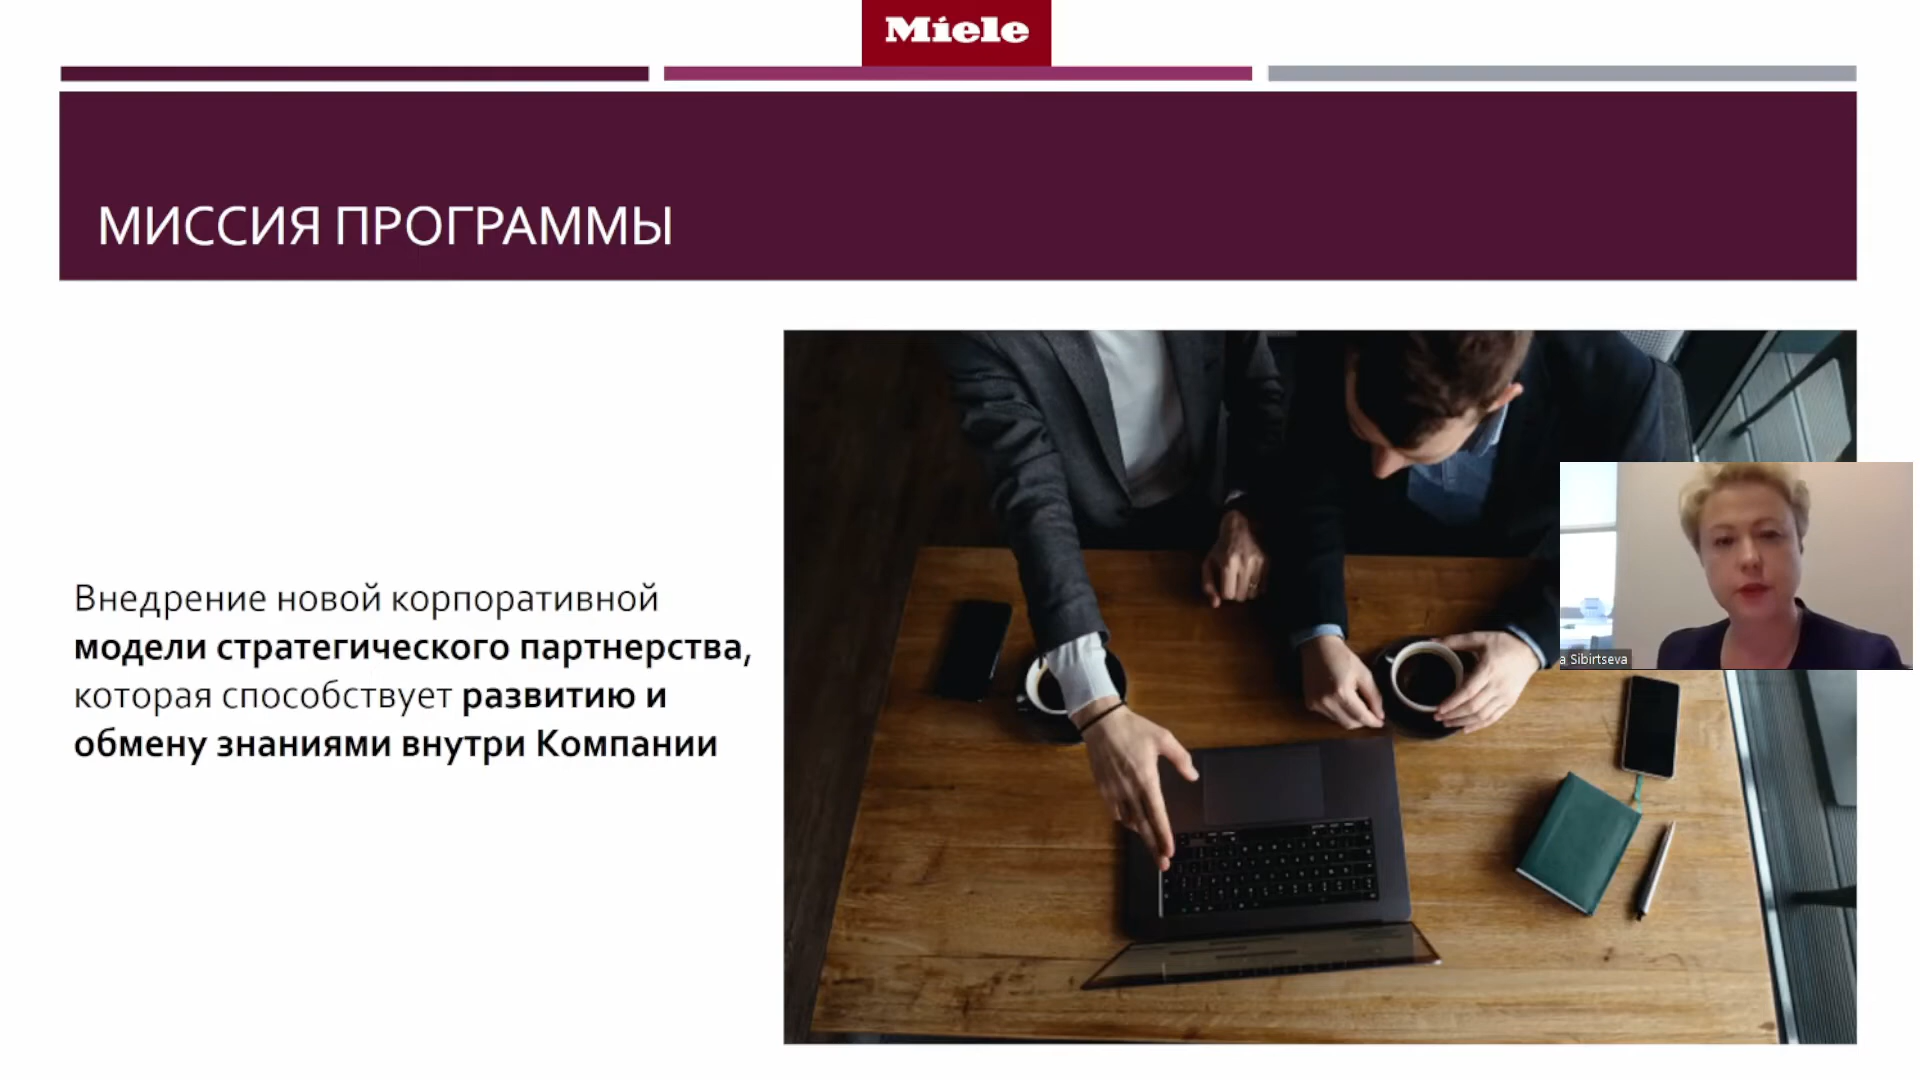 Miele
МИССИЯ ПРОГРАММЫ
Внедрение новой корпоративной
модели стратегического партнерства,
которая способствует развитию и
обмену знаниями внутри Компании
a Sibirtseva